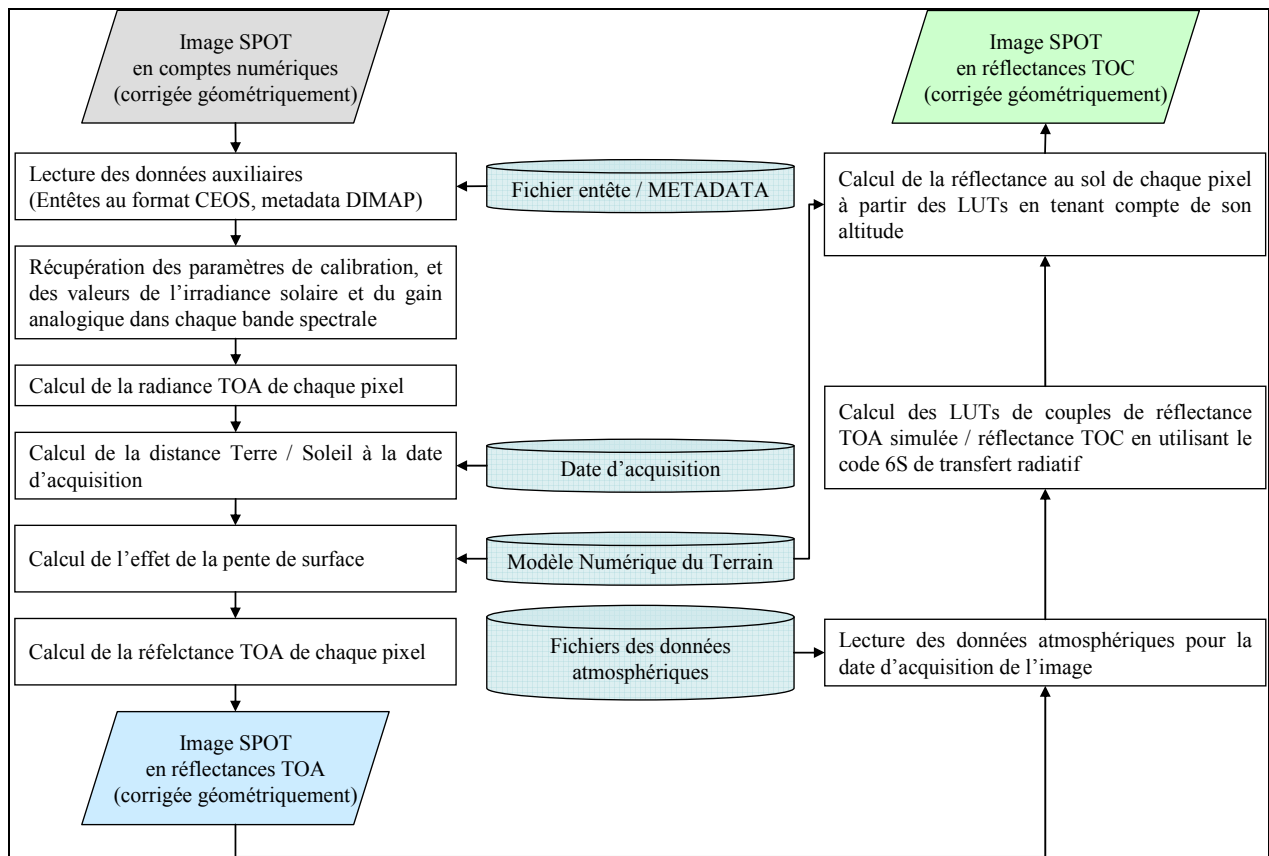 Image SPOT
en comptes numériques
(corrigée géométriquement)
Lecture des données auxiliaires
(Entêtes au format CEOS, metadata DIMAP)
Récupération des paramètres de calibration, et
des valeurs de l'irradiance solaire et du gain
analogique dans chaque bande spectrale
Calcul de la radiance TOA de chaque pixel
Calcul de la distance Terre / Soleil à la date
d'acquisition
Calcul de l'effet de la pente de surface
Calcul de la réfelctance TOA de chaque pixel
Image SPOT
en réflectances TOA
(corrigée géométriquement)
Fichier entête / METADATA
Date d'acquisition
Modèle Numérique du Terrain
Fichiers des données
atmosphériques
Image SPOT
en réflectances TOC
(corrigée géométriquement)
Calcul de la réflectance au sol de chaque pixel
à partir des LUTs en tenant compte de son
altitude
Calcul des LUTs de couples de réflectance
TOA simulée / réflectance TOC en utilisant le
code 6S de transfert radiatif
Lecture des données atmosphériques pour la
date d'acquisition de l'image